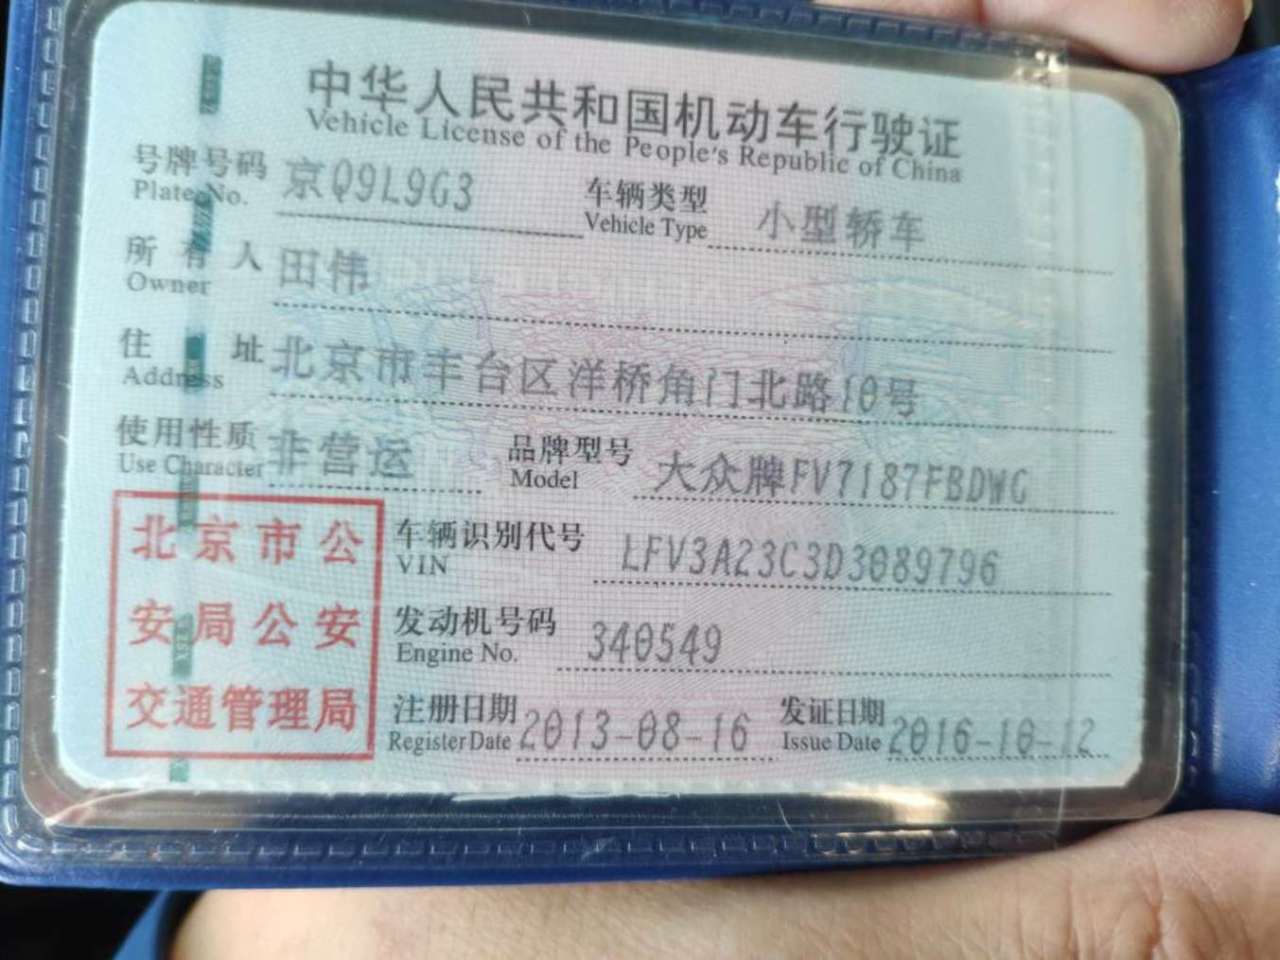 中华人民共和国机动车行驶证
Vehicle License of the People's Republic of China
号牌号码 京Q9L9G3 车辆类型 小型轿车
Plate No. Vehicle Type
所有人 田伟
Owner
住址 北京市丰台区洋桥角门北路10号
Address
使用性质 非营运 品牌型号 大众牌FV7187FBDWG
Use Character Model
北京市公
安局公安
交通管理局
车辆识别代号 LFV3A23C3D3089796
VIN
发动机号码 340549
Engine No.
注册日期 2013-08-16 发证日期 2016-10-12
Register Date Issue Date